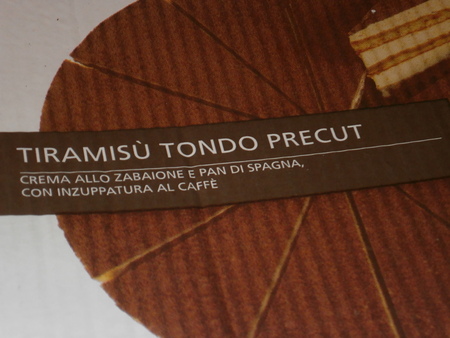 TIRAMISÙ TONDO PRECUT
CREMA ALLO ZABAIONE E PAN DI SPAGNA,
CON INZUPPATURA AL CAFFÈ